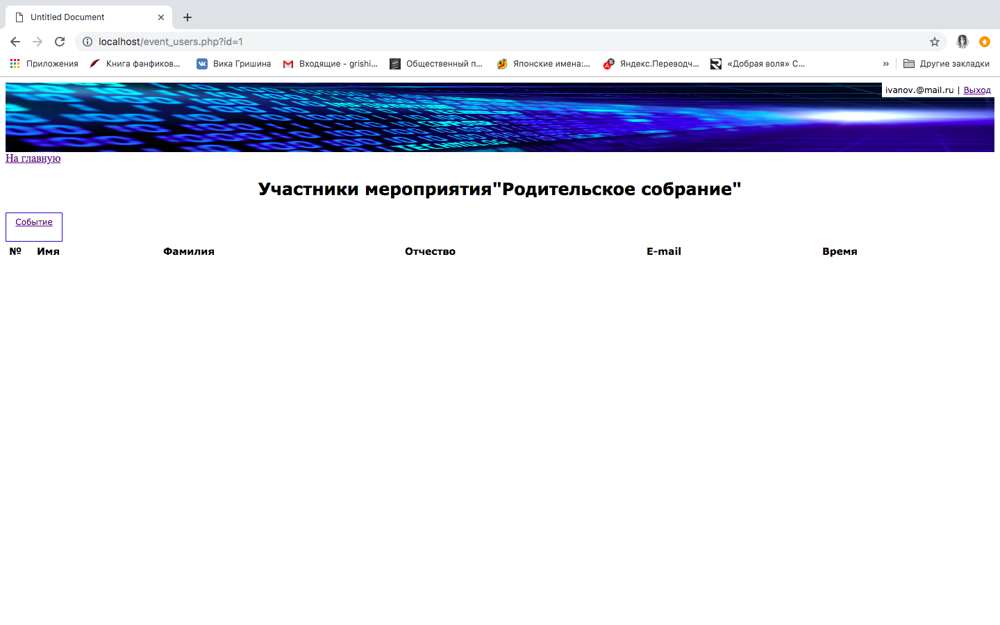 Untitled Document
localhost/event_users.php?id=1
Приложения Книга фанфиков... Вика Гришина Входящие - grishi... Общественный п... Японские имена:... Яндекс.Переводч... «Добрая воля» С... » Другие закладки
ivanov.@mail.ru | Выход
TECHNOLOG
На главную
Участники мероприятия"Родительское собрание"
Событие
№ Имя Фамилия Отчество E-mail Время